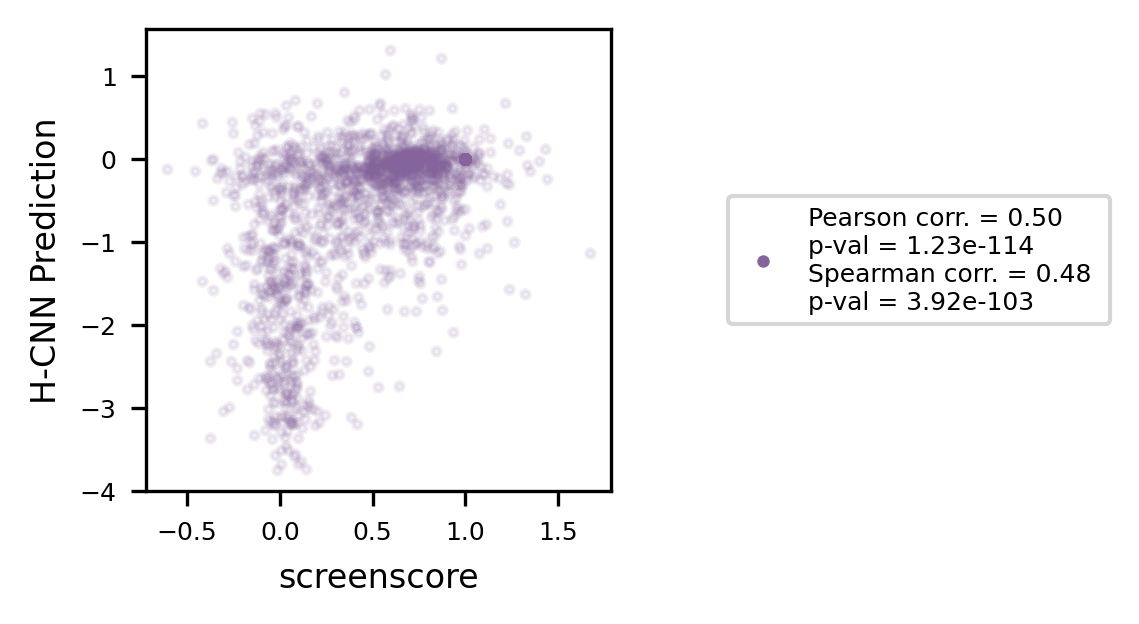 H-CNN Prediction
1
0
−1
−2
−3
−4
−0.5 0.0 0.5 1.0 1.5
screenscore
Pearson corr. = 0.50
p-val = 1.23e-114
Spearman corr. = 0.48
p-val = 3.92e-103